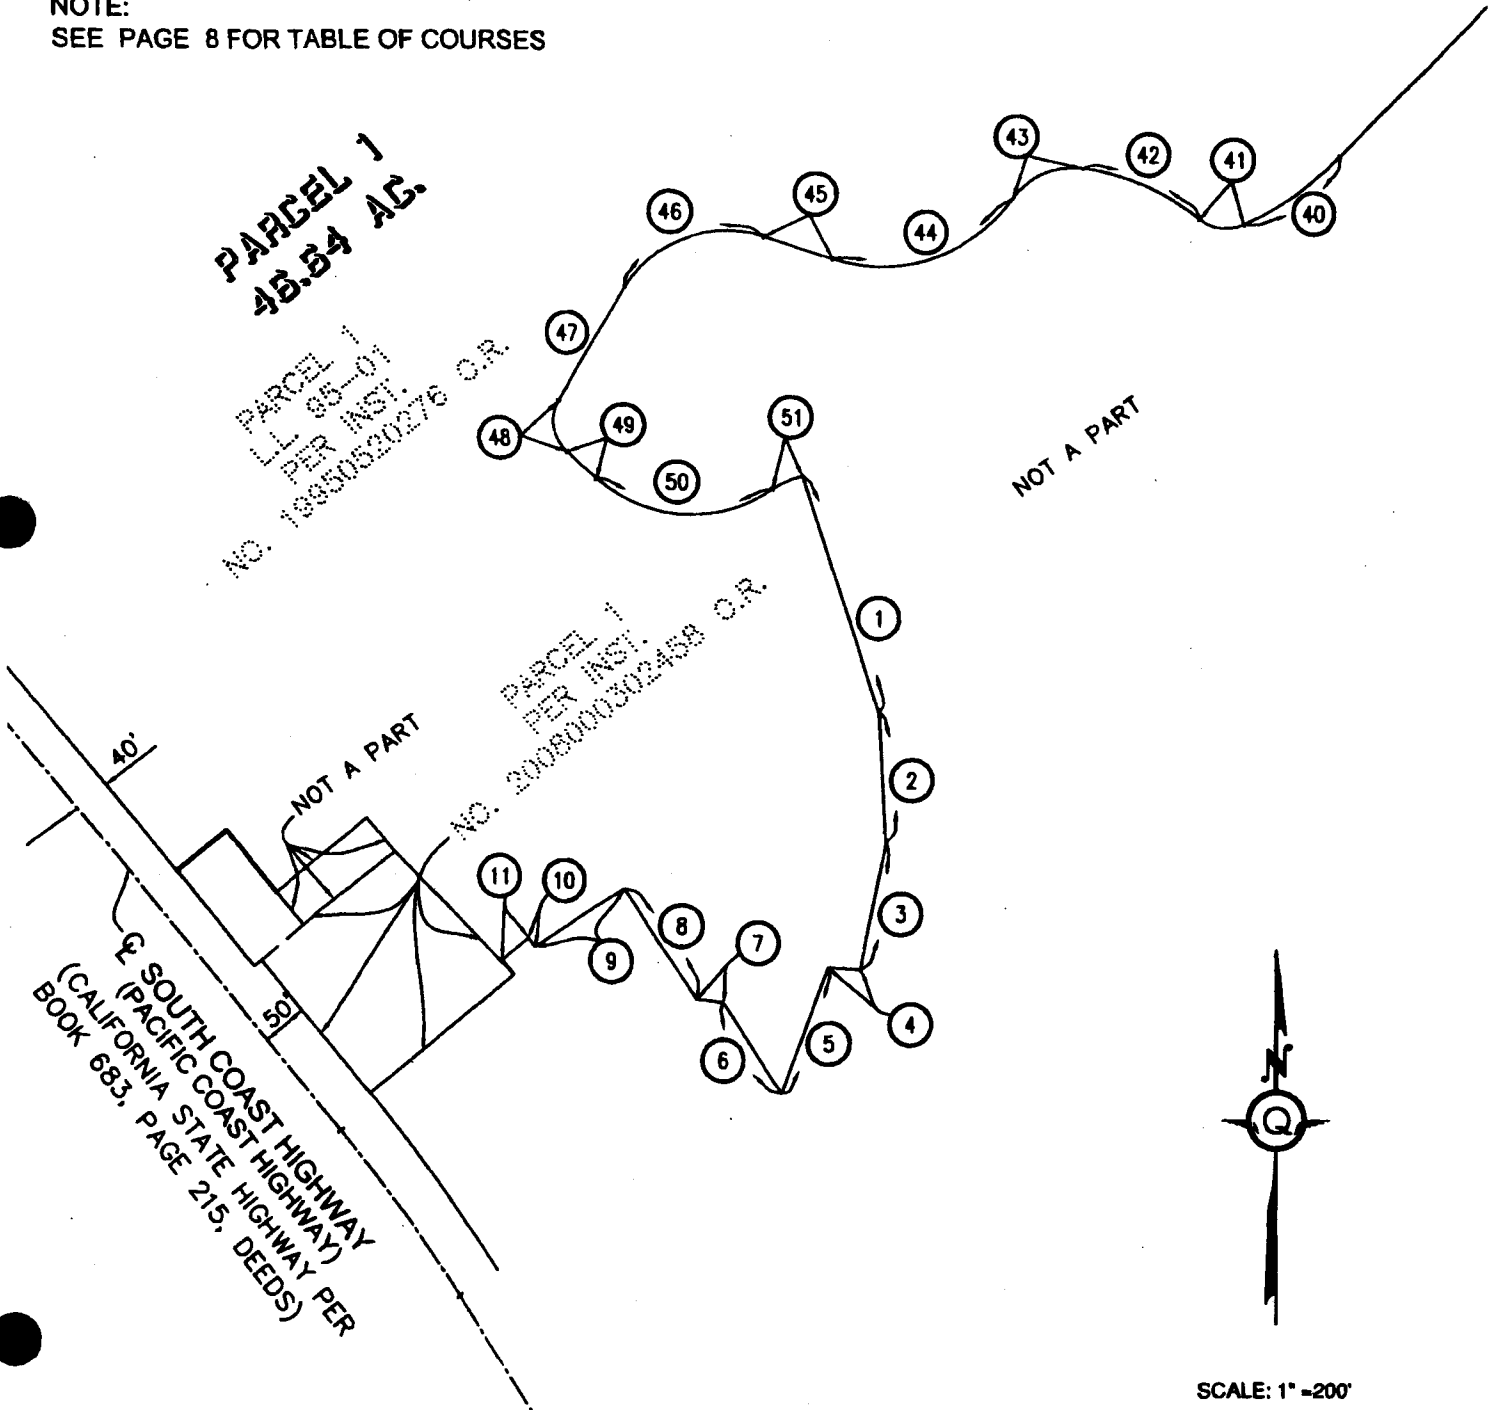 NOTE:
SEE PAGE 8 FOR TABLE OF COURSES
PARCEL 1
45.54 AC.
PARCEL 1
L.L. 95-01
PER INST.
NO. 19950520276 O.R.
43
42
41
40
45
46
44
47
48
49
50
51
NOT A PART
1
2
3
4
5
6
7
8
9
10
11
PARCEL 1
PER INST.
NO. 2008000302458 O.R.
NOT A PART
40'
50'
℄ SOUTH COAST HIGHWAY
(PACIFIC COAST HIGHWAY)
(CALIFORNIA STATE HIGHWAY PER
BOOK 683, PAGE 215, DEEDS)
N
Q
SCALE: 1" =200'